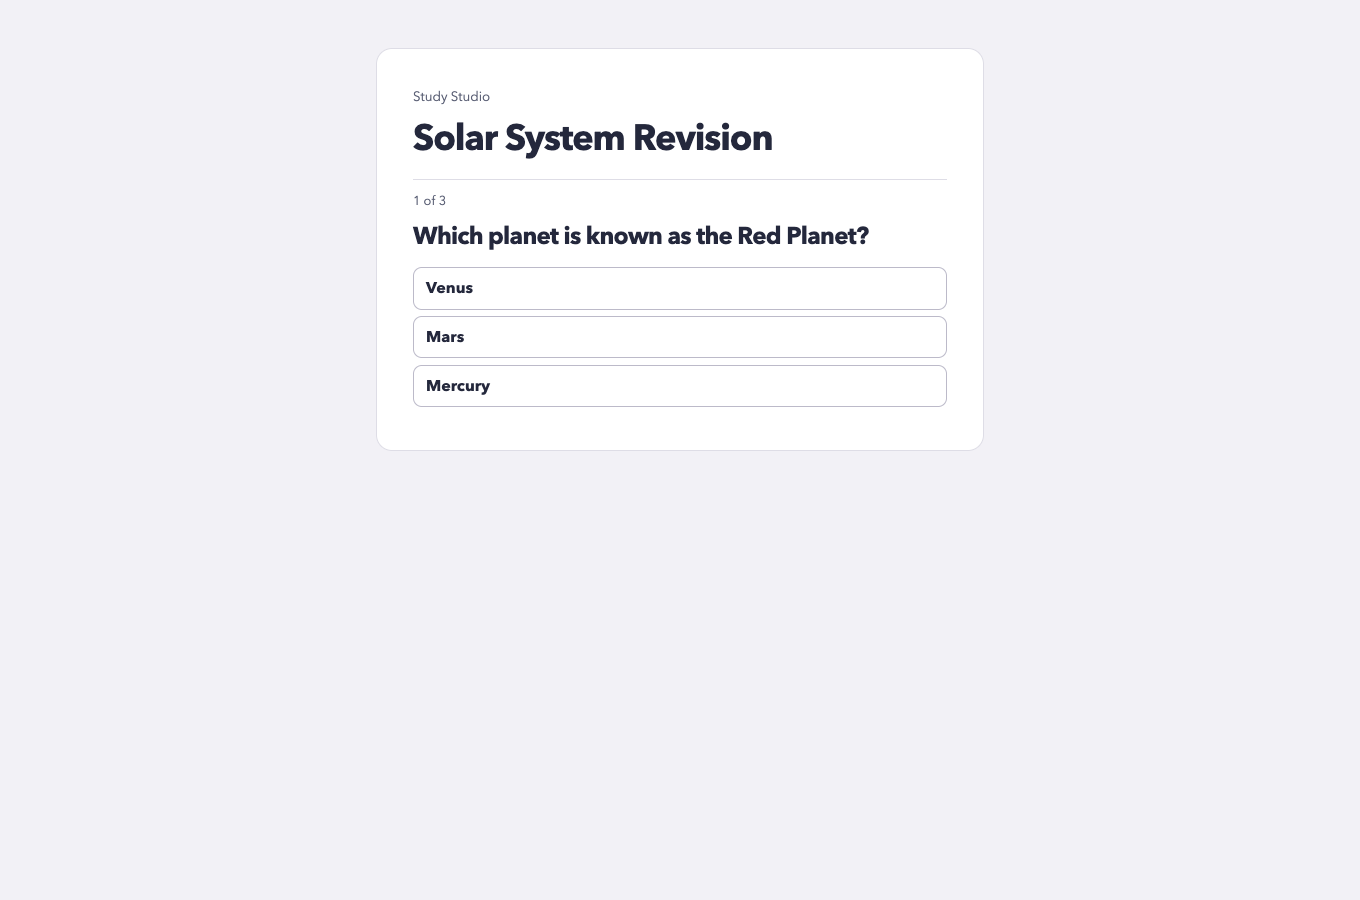 Study Studio
Solar System Revision
1 of 3
Which planet is known as the Red Planet?
Venus
Mars
Mercury